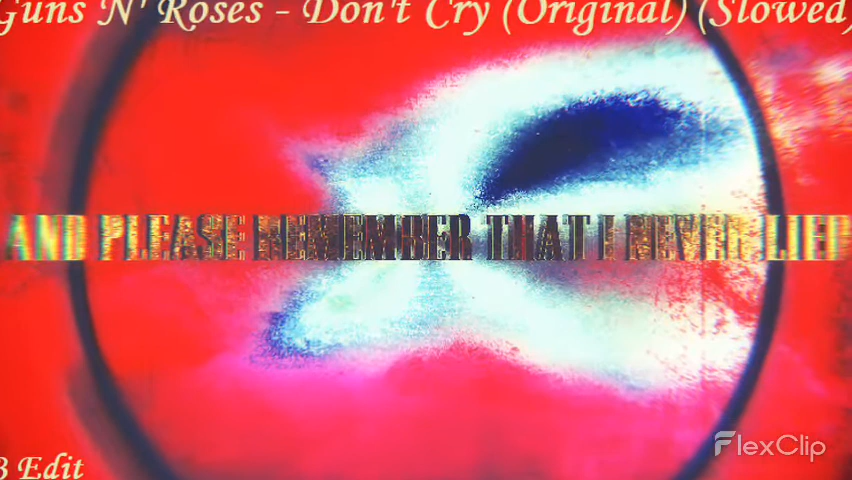 Guns N' Roses - Don't Cry (Original) (Slowed)
AND PLEASE REMEMBER THAT I NEVER LIED
B Edit
FlexClip